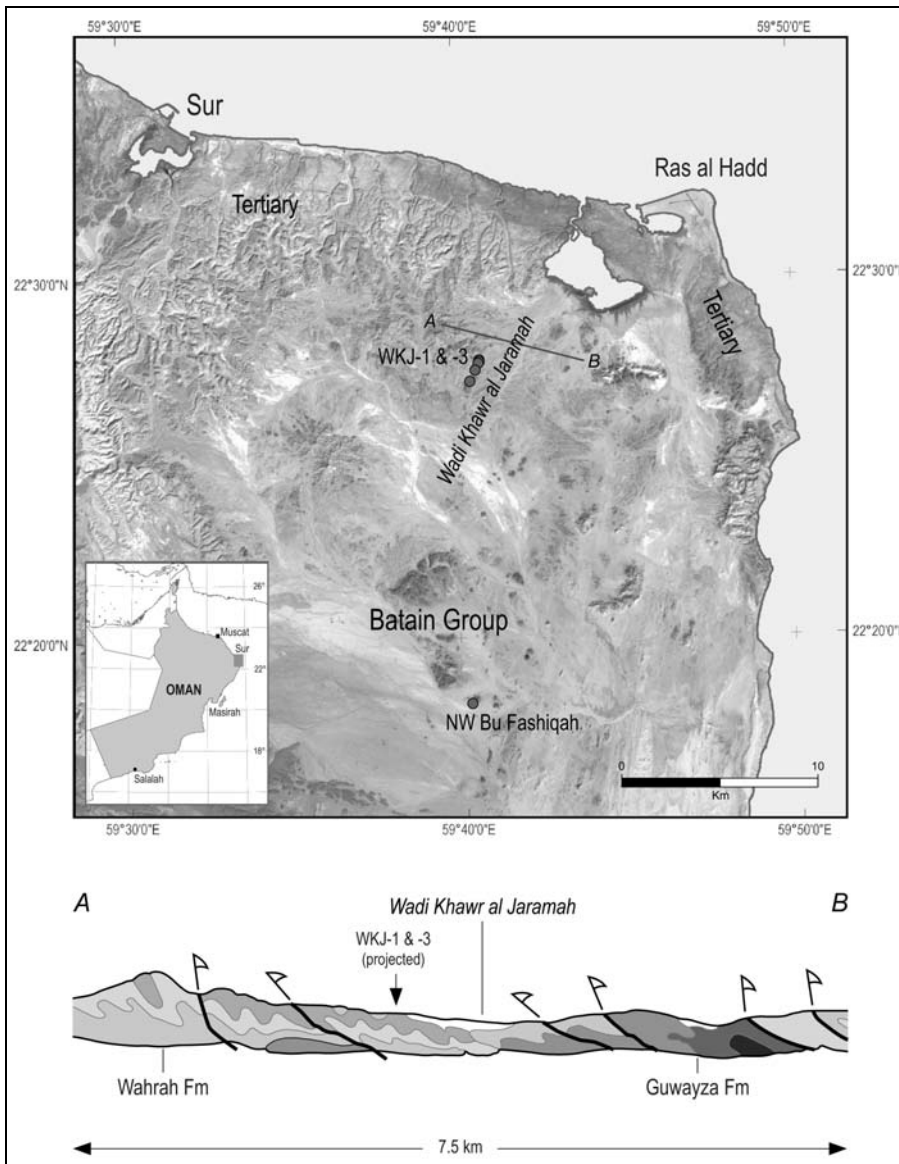 59°30'0"E 59°40'0"E 59°50'0"E
Sur
Ras al Hadd
Tertiary
22°30'0"N 22°30'0"N
Tertiary
A
WKJ-1 & -3
B
Wadi Khawr al Jaramah
26°
Muscat
Sur
22°
OMAN
Masirah
18°
Salalah
Batain Group
22°20'0"N 22°20'0"N
NW Bu Fashiqah
0 10
Km
59°30'0"E 59°40'0"E 59°50'0"E
A B
Wadi Khawr al Jaramah
WKJ-1 & -3
(projected)
Wahrah Fm Guwayza Fm
7.5 km